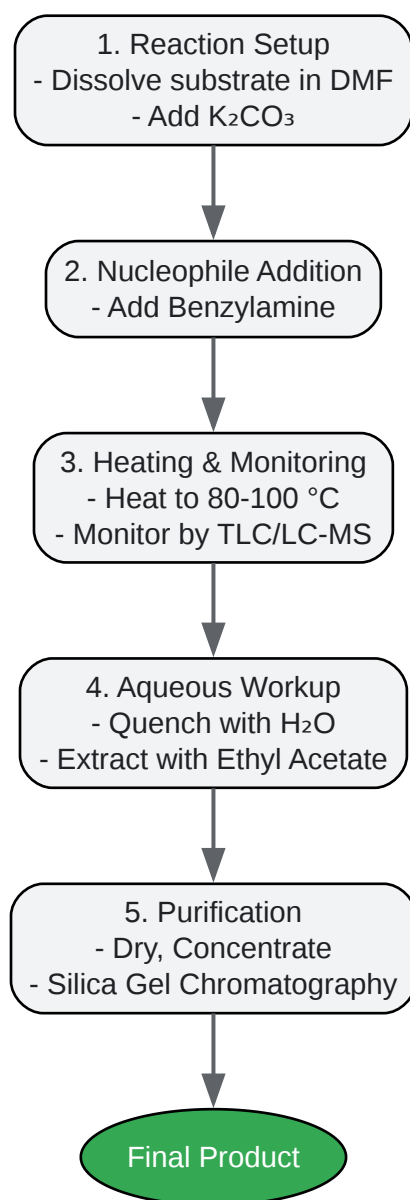 1. Reaction Setup
- Dissolve substrate in DMF
- Add K₂CO₃
2. Nucleophile Addition
- Add Benzylamine
3. Heating & Monitoring
- Heat to 80-100 °C
- Monitor by TLC/LC-MS
4. Aqueous Workup
- Quench with H₂O
- Extract with Ethyl Acetate
5. Purification
- Dry, Concentrate
- Silica Gel Chromatography
Final Product